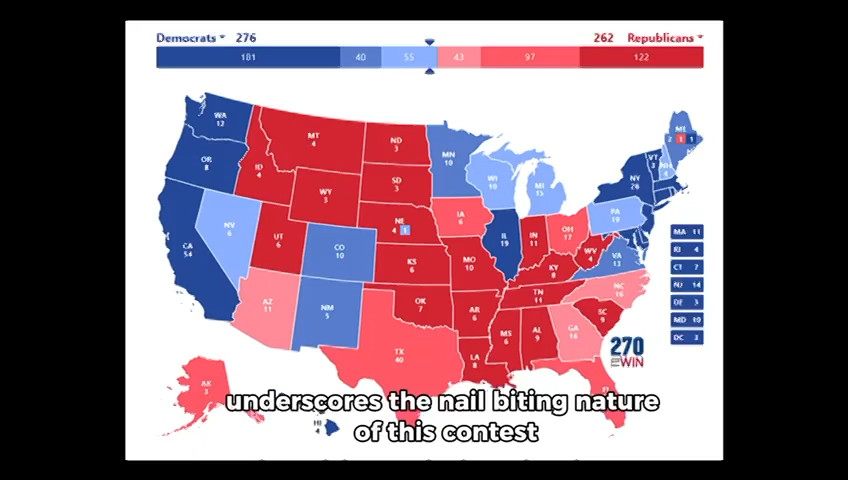 Democrats 276
262 Republicans
181 40 55 43 97 122
WA 12
OR 8
CA 54
NV 6
ID 4
MT 4
WY 3
UT 6
AZ 11
CO 10
NM 5
ND 3
SD 3
NE 4 1
KS 6
OK 7
TX 40
MN 10
IA 6
MO 10
AR 6
LA 8
WI 10
IL 19
MI 15
IN 11
OH 17
KY 8
TN 11
MS 6
AL 9
GA 16
SC 9
NC 16
WV 4
VA 13
PA 19
NY 28
VT 3
NH 4
ME 2 1 1
AK 3
HI 4
MA 11
RI 4
CT 7
NJ 14
DE 3
MD 10
DC 3
270
TO WIN
underscores the nail biting nature
of this contest